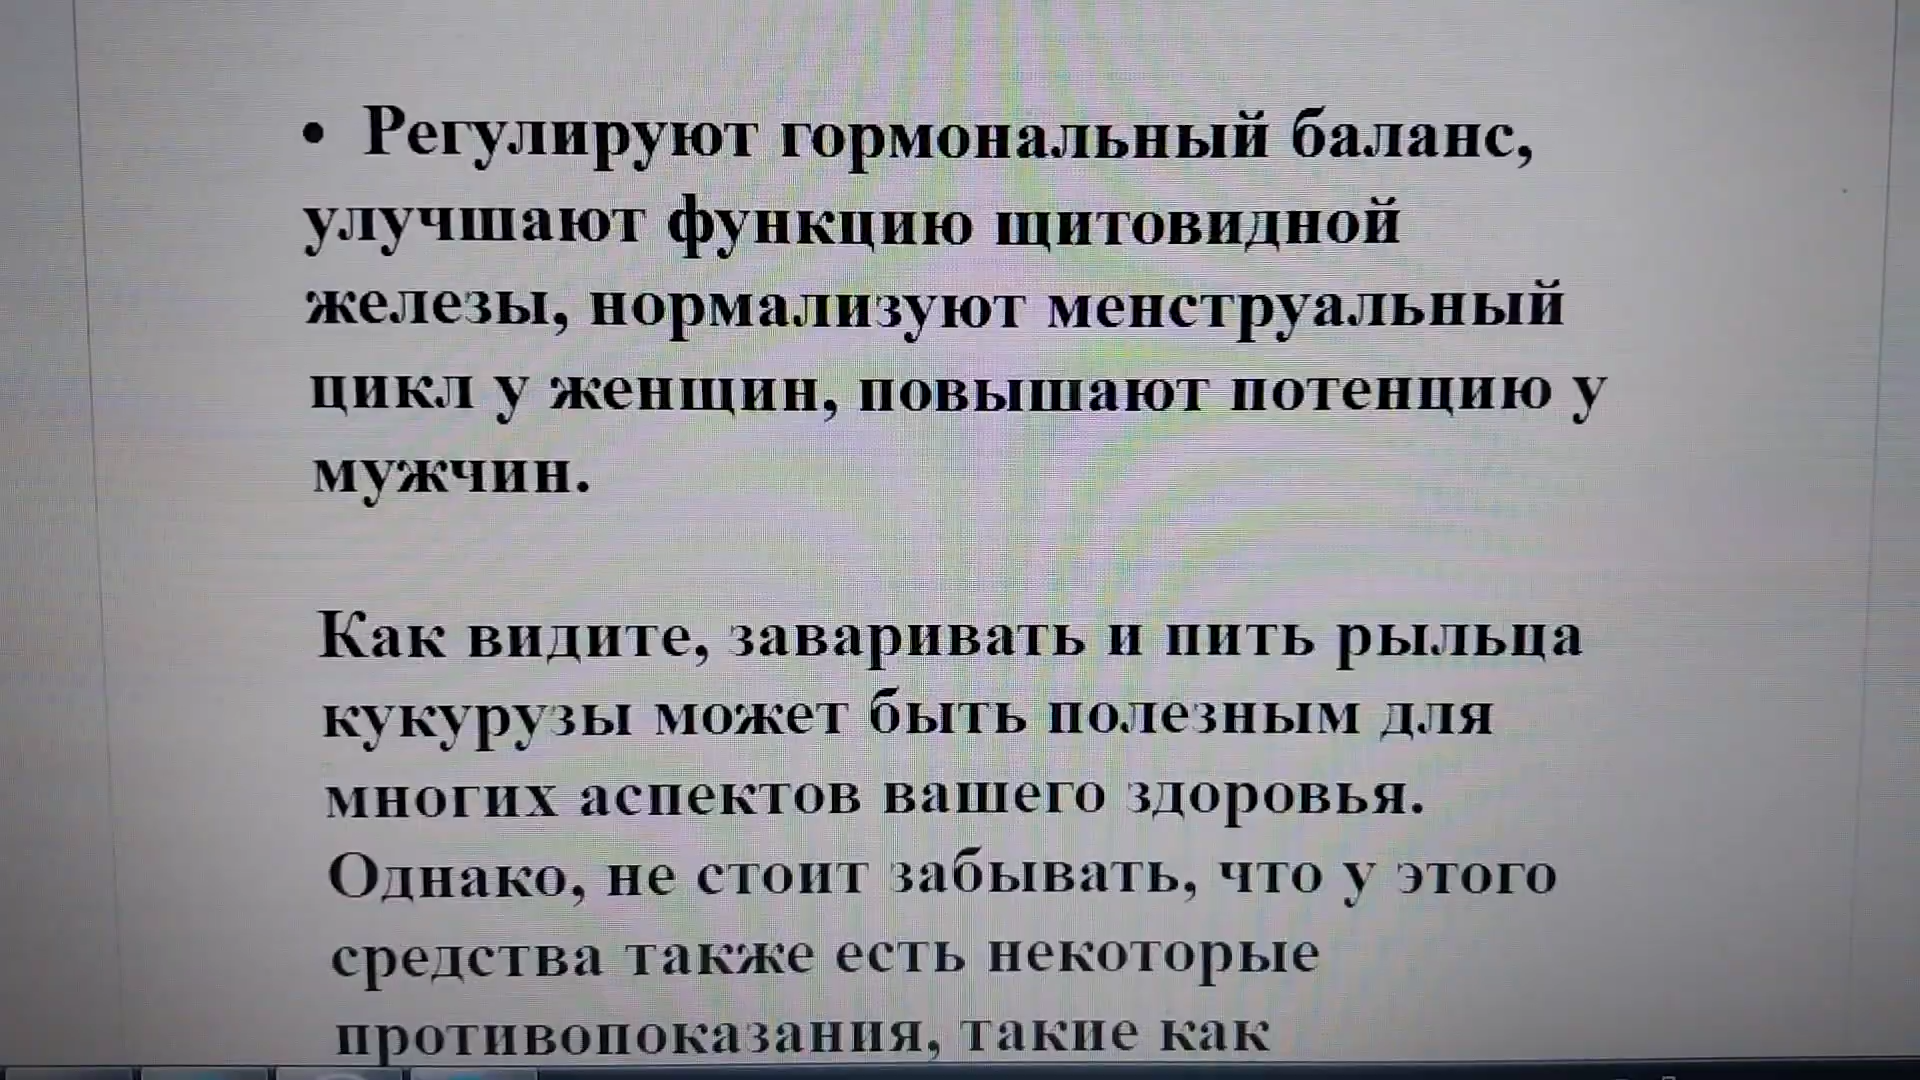 • Регулируют гормональный баланс,
улучшают функцию щитовидной
железы, нормализуют менструальный
цикл у женщин, повышают потенцию у
мужчин.
Как видите, заваривать и пить рыльца
кукурузы может быть полезным для
многих аспектов вашего здоровья.
Однако, не стоит забывать, что у этого
средства также есть некоторые
противопоказания, такие как